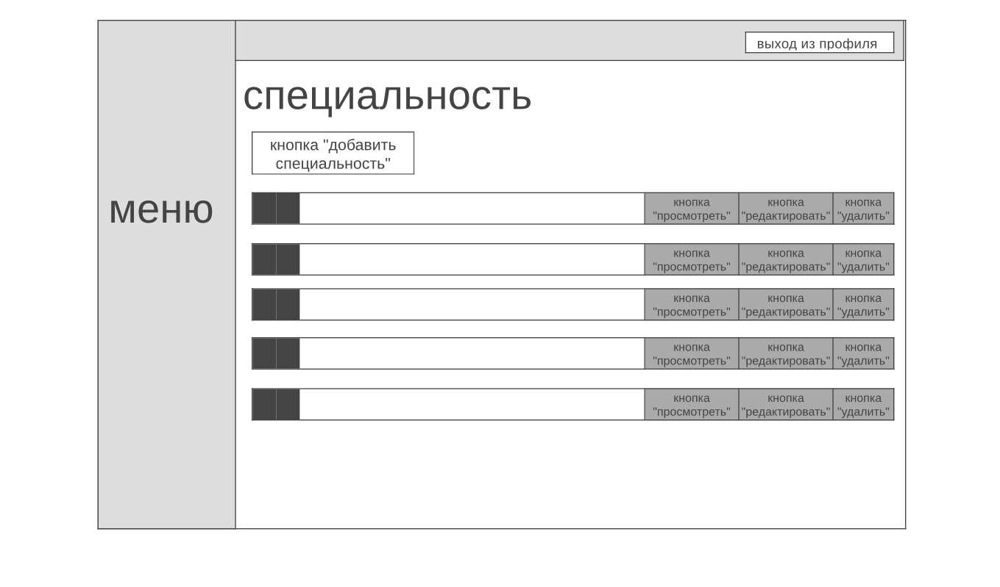 выход из профиля
специальность
кнопка "добавить
специальность"
меню
кнопка
"просмотреть"
кнопка
"редактировать"
кнопка
"удалить"
кнопка
"просмотреть"
кнопка
"редактировать"
кнопка
"удалить"
кнопка
"просмотреть"
кнопка
"редактировать"
кнопка
"удалить"
кнопка
"просмотреть"
кнопка
"редактировать"
кнопка
"удалить"
кнопка
"просмотреть"
кнопка
"редактировать"
кнопка
"удалить"